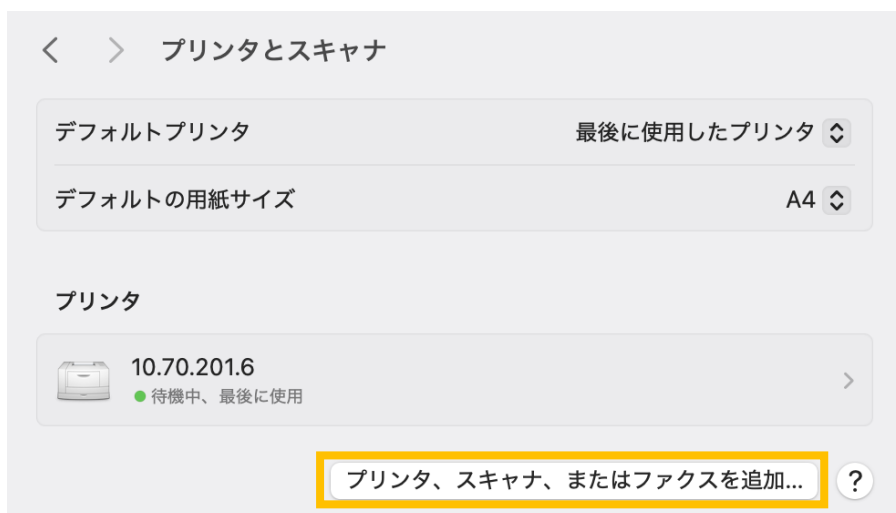 プリンタとスキャナ
デフォルトプリンタ 最後に使用したプリンタ
デフォルトの用紙サイズ A4
プリンタ
10.70.201.6
待機中、最後に使用
プリンタ、スキャナ、またはファクスを追加... ?